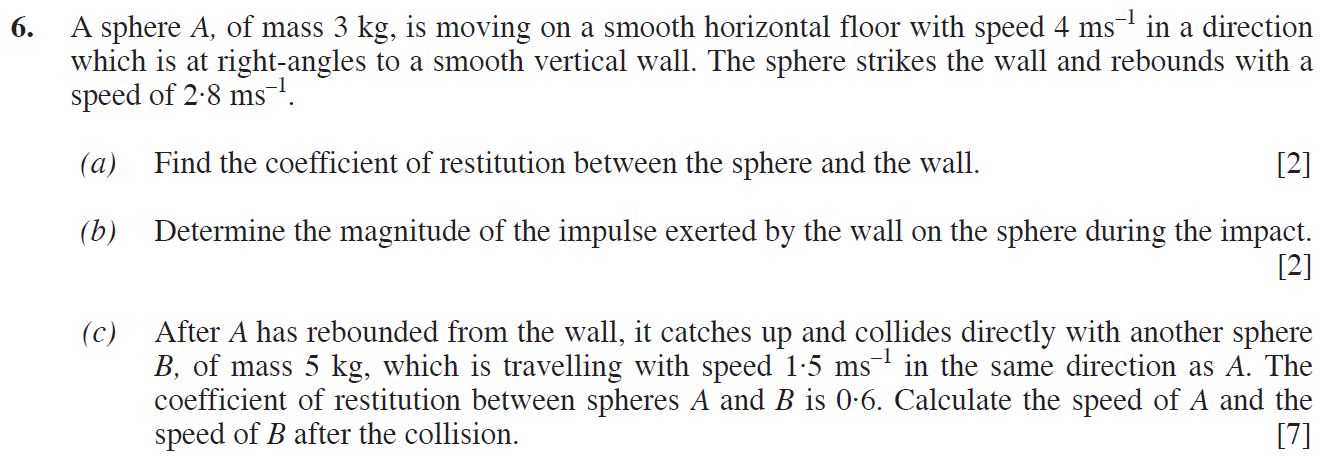 6. A sphere A, of mass 3 kg, is moving on a smooth horizontal floor with speed 4 ms⁻¹ in a direction
which is at right-angles to a smooth vertical wall. The sphere strikes the wall and rebounds with a
speed of 2·8 ms⁻¹.
(a) Find the coefficient of restitution between the sphere and the wall. [2]
(b) Determine the magnitude of the impulse exerted by the wall on the sphere during the impact.
[2]
(c) After A has rebounded from the wall, it catches up and collides directly with another sphere
B, of mass 5 kg, which is travelling with speed 1·5 ms⁻¹ in the same direction as A. The
coefficient of restitution between spheres A and B is 0·6. Calculate the speed of A and the
speed of B after the collision. [7]